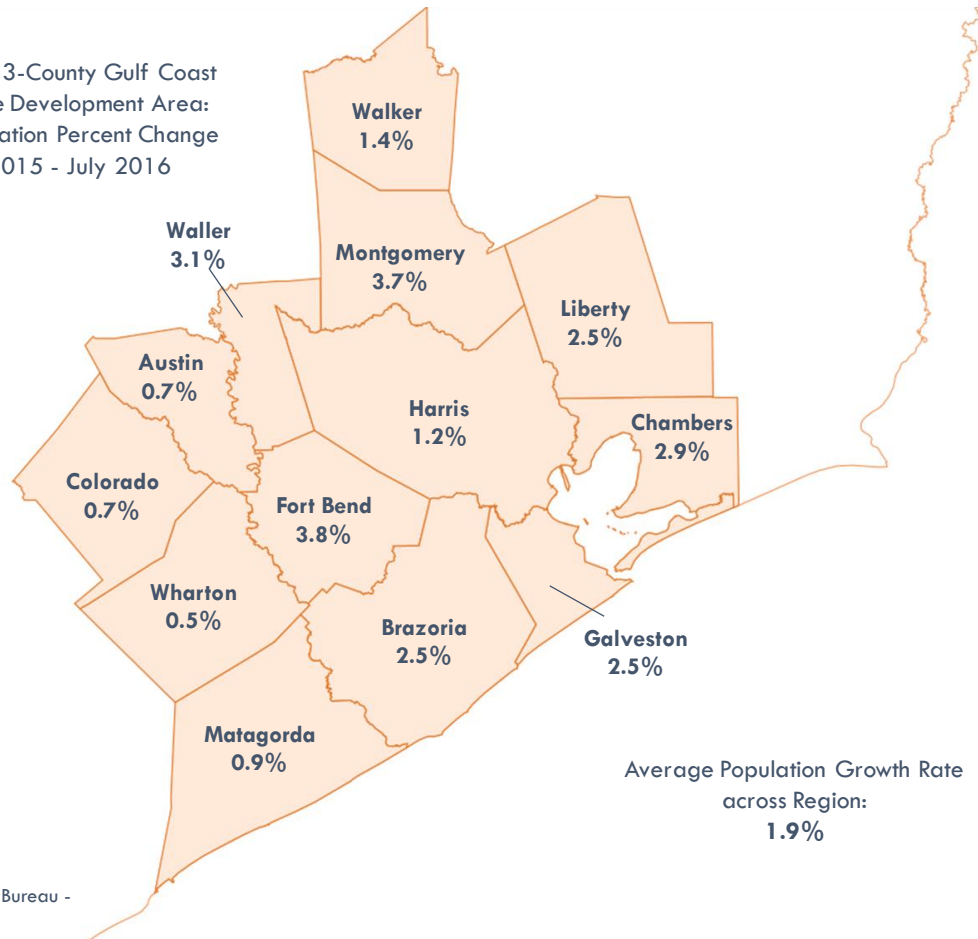 3-County Gulf Coast
Development Area:
Percent Change
015 - July 2016
Walker
1.4%
Waller
3.1%
Montgomery
3.7%
Liberty
2.5%
Austin
0.7%
Harris
1.2%
Chambers
2.9%
Colorado
0.7%
Fort Bend
3.8%
Wharton
0.5%
Brazoria
2.5%
Galveston
2.5%
Matagorda
0.9%
Average Population Growth Rate
across Region:
1.9%
Bureau -